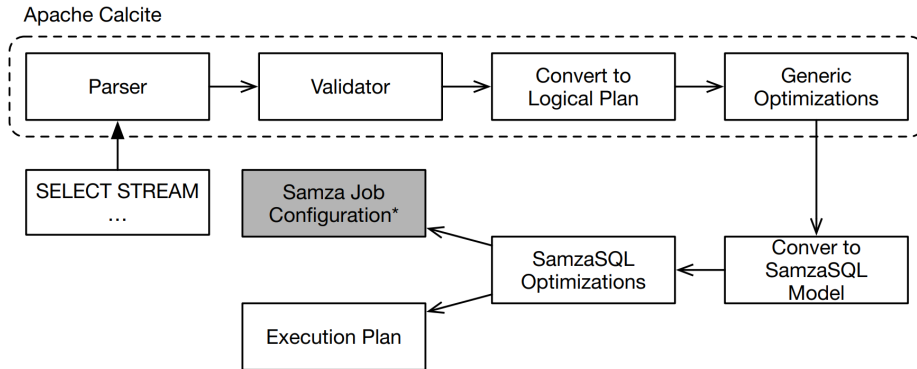 Apache Calcite
Parser
Validator
Convert to
Logical Plan
Generic
Optimizations
SELECT STREAM
...
Samza Job
Configuration*
SamzaSQL
Optimizations
Conver to
SamzaSQL
Model
Execution Plan